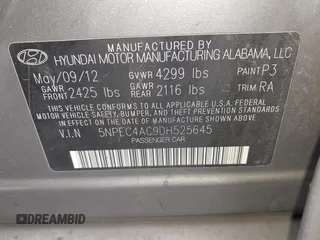 MANUFACTURED BY
HYUNDAI MOTOR MANUFACTURING ALABAMA, LLC
May/09/12 GVWR 4299 lbs PAINT P3
GAWR FRONT 2425 lbs GAWR REAR 2116 lbs TRIM RA
THIS VEHICLE CONFORMS TO ALL APPLICABLE U.S.A. FEDERAL
MOTOR VEHICLE SAFETY, BUMPER AND THEFT PREVENTION STANDARDS
IN EFFECT ON THE DATE OF MANUFACTURE SHOWN ABOVE.
V.I.N 5NPEC4AC9DH525645
PASSENGER CAR
DREAMBID